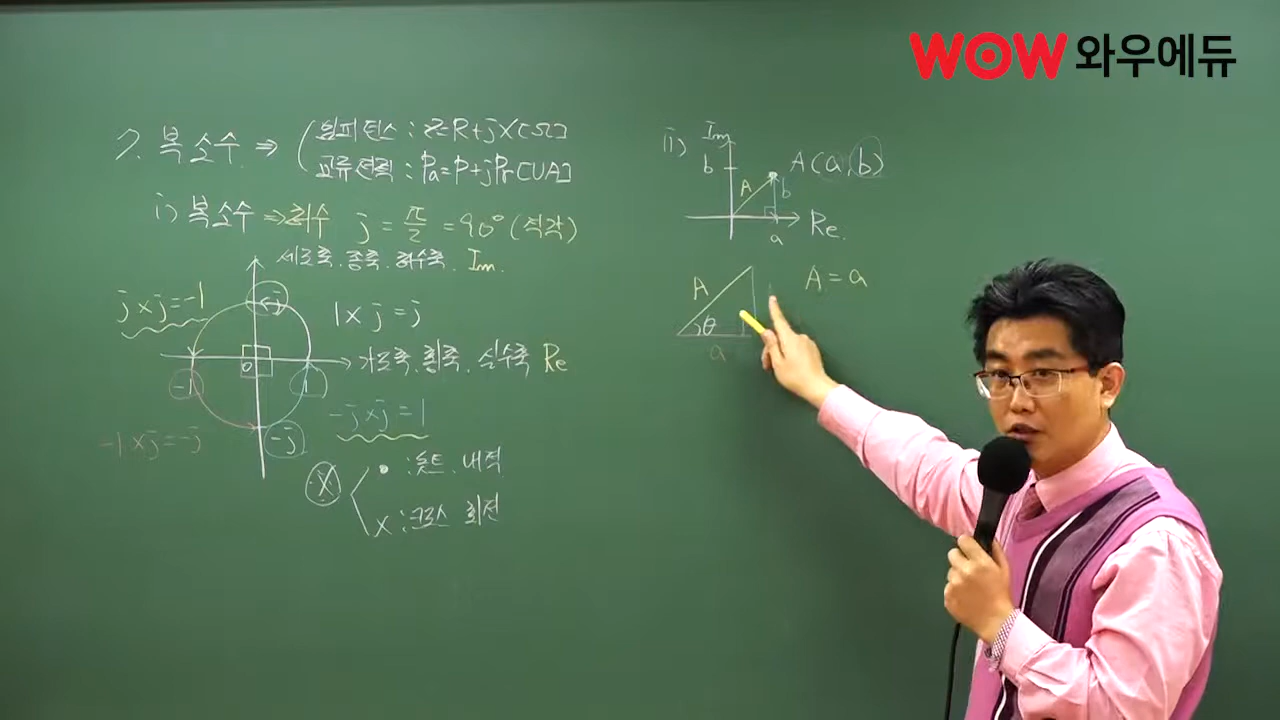 WOW 와우에듀
7. 복소수 ⇒ ( 임피던스 : Z=R+jX[Ω]
교류전력 : Pa=P+jPr[VA]
i) 복소수 ⇒ 허수 j = π/2 = 90° (직각)
세로축. 종축. 허수축. Im.
j × j = -1
j
1 × j = j
0
가로축. 횡축. 실수축 Re
-1
1
-j × j = 1
-1 × j = -j
-j
X
• : 도트. 내적
X : 크로스 회전
ii) Im
b
A(a, b)
A
b
a
Re.
A
θ
a
A = a